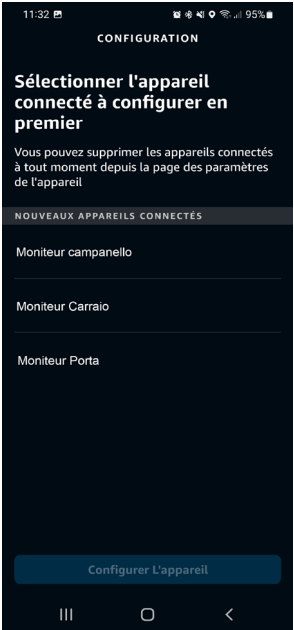 11:32 95%
CONFIGURATION
Sélectionner l'appareil
connecté à configurer en
premier
Vous pouvez supprimer les appareils connectés
à tout moment depuis la page des paramètres
de l'appareil
NOUVEAUX APPAREILS CONNECTÉS
Moniteur campanello
Moniteur Carraio
Moniteur Porta
Configurer L'appareil